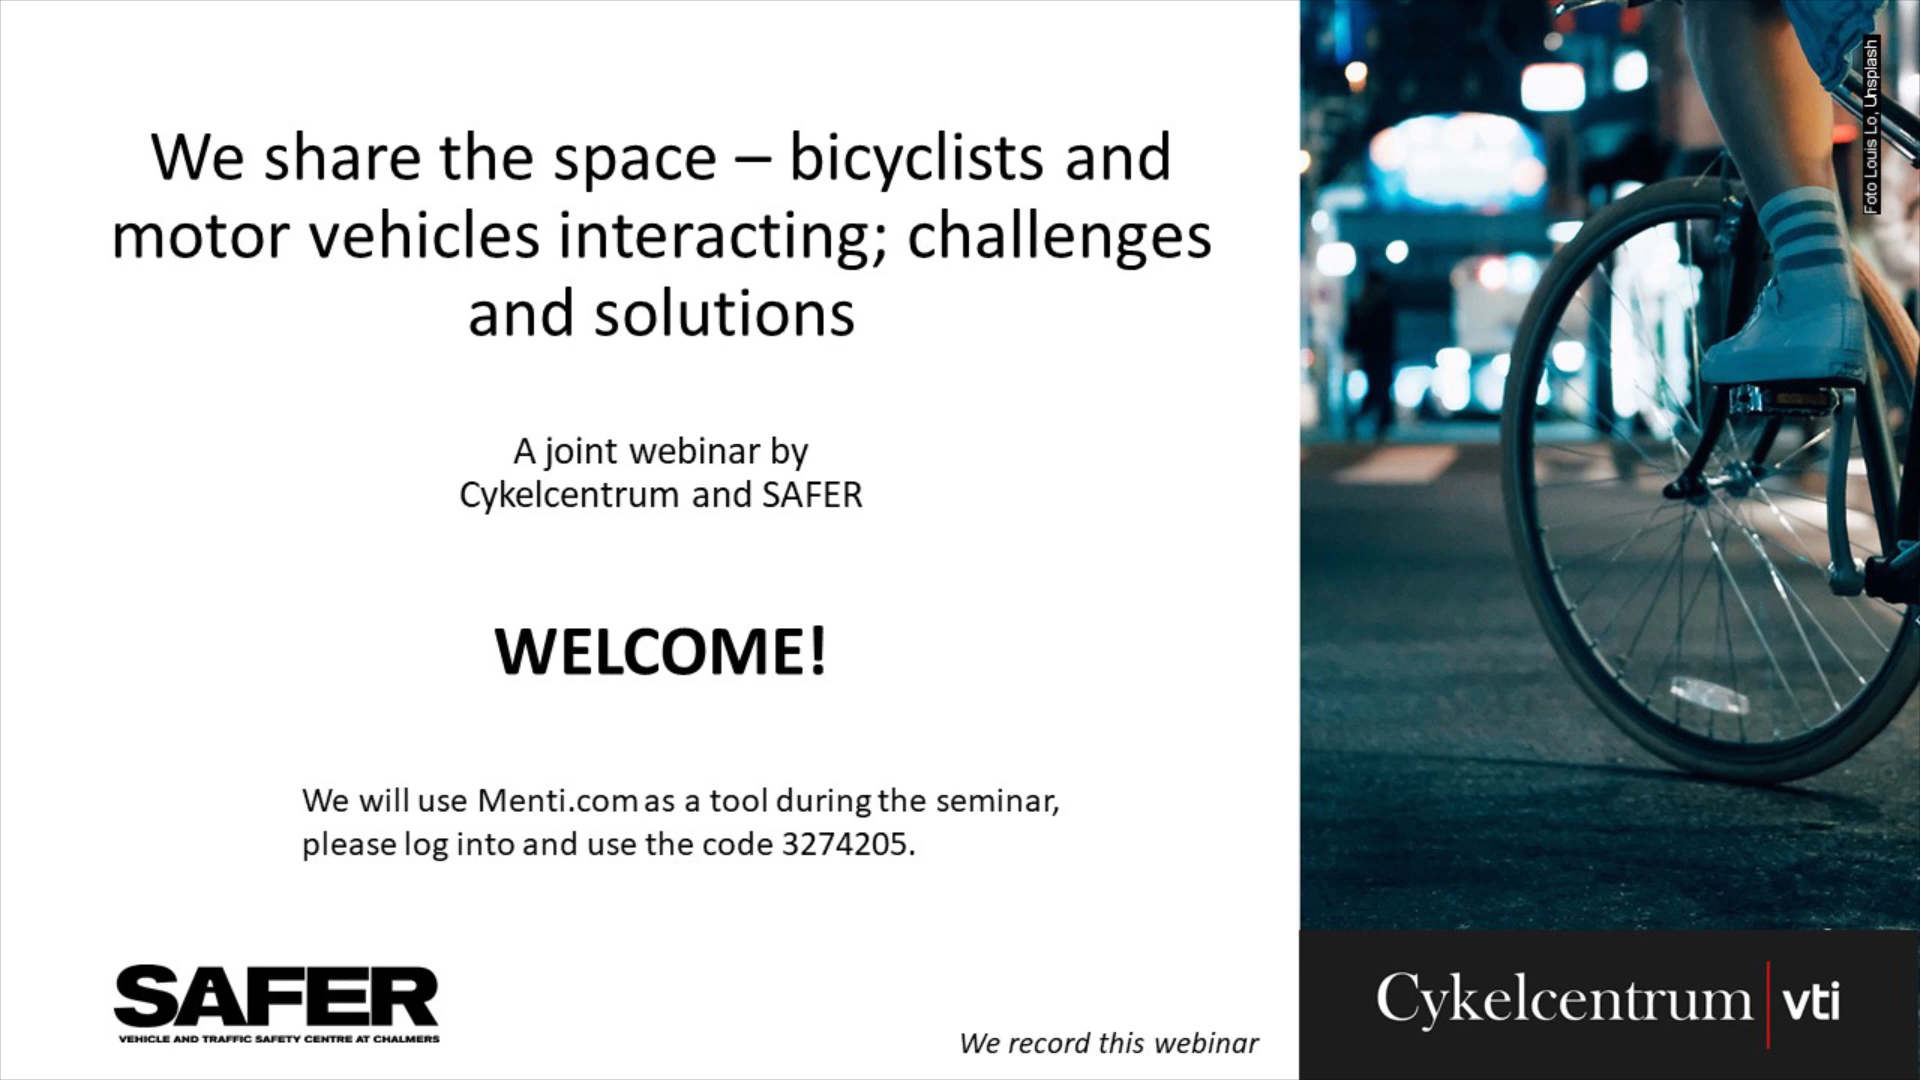 We share the space – bicyclists and
motor vehicles interacting; challenges
and solutions
A joint webinar by
Cykelcentrum and SAFER
WELCOME!
We will use Menti.com as a tool during the seminar,
please log into and use the code 3274205.
SAFER
VEHICLE AND TRAFFIC SAFETY CENTRE AT CHALMERS
We record this webinar
Foto Louis Lo, Unsplash
Cykelcentrum vti